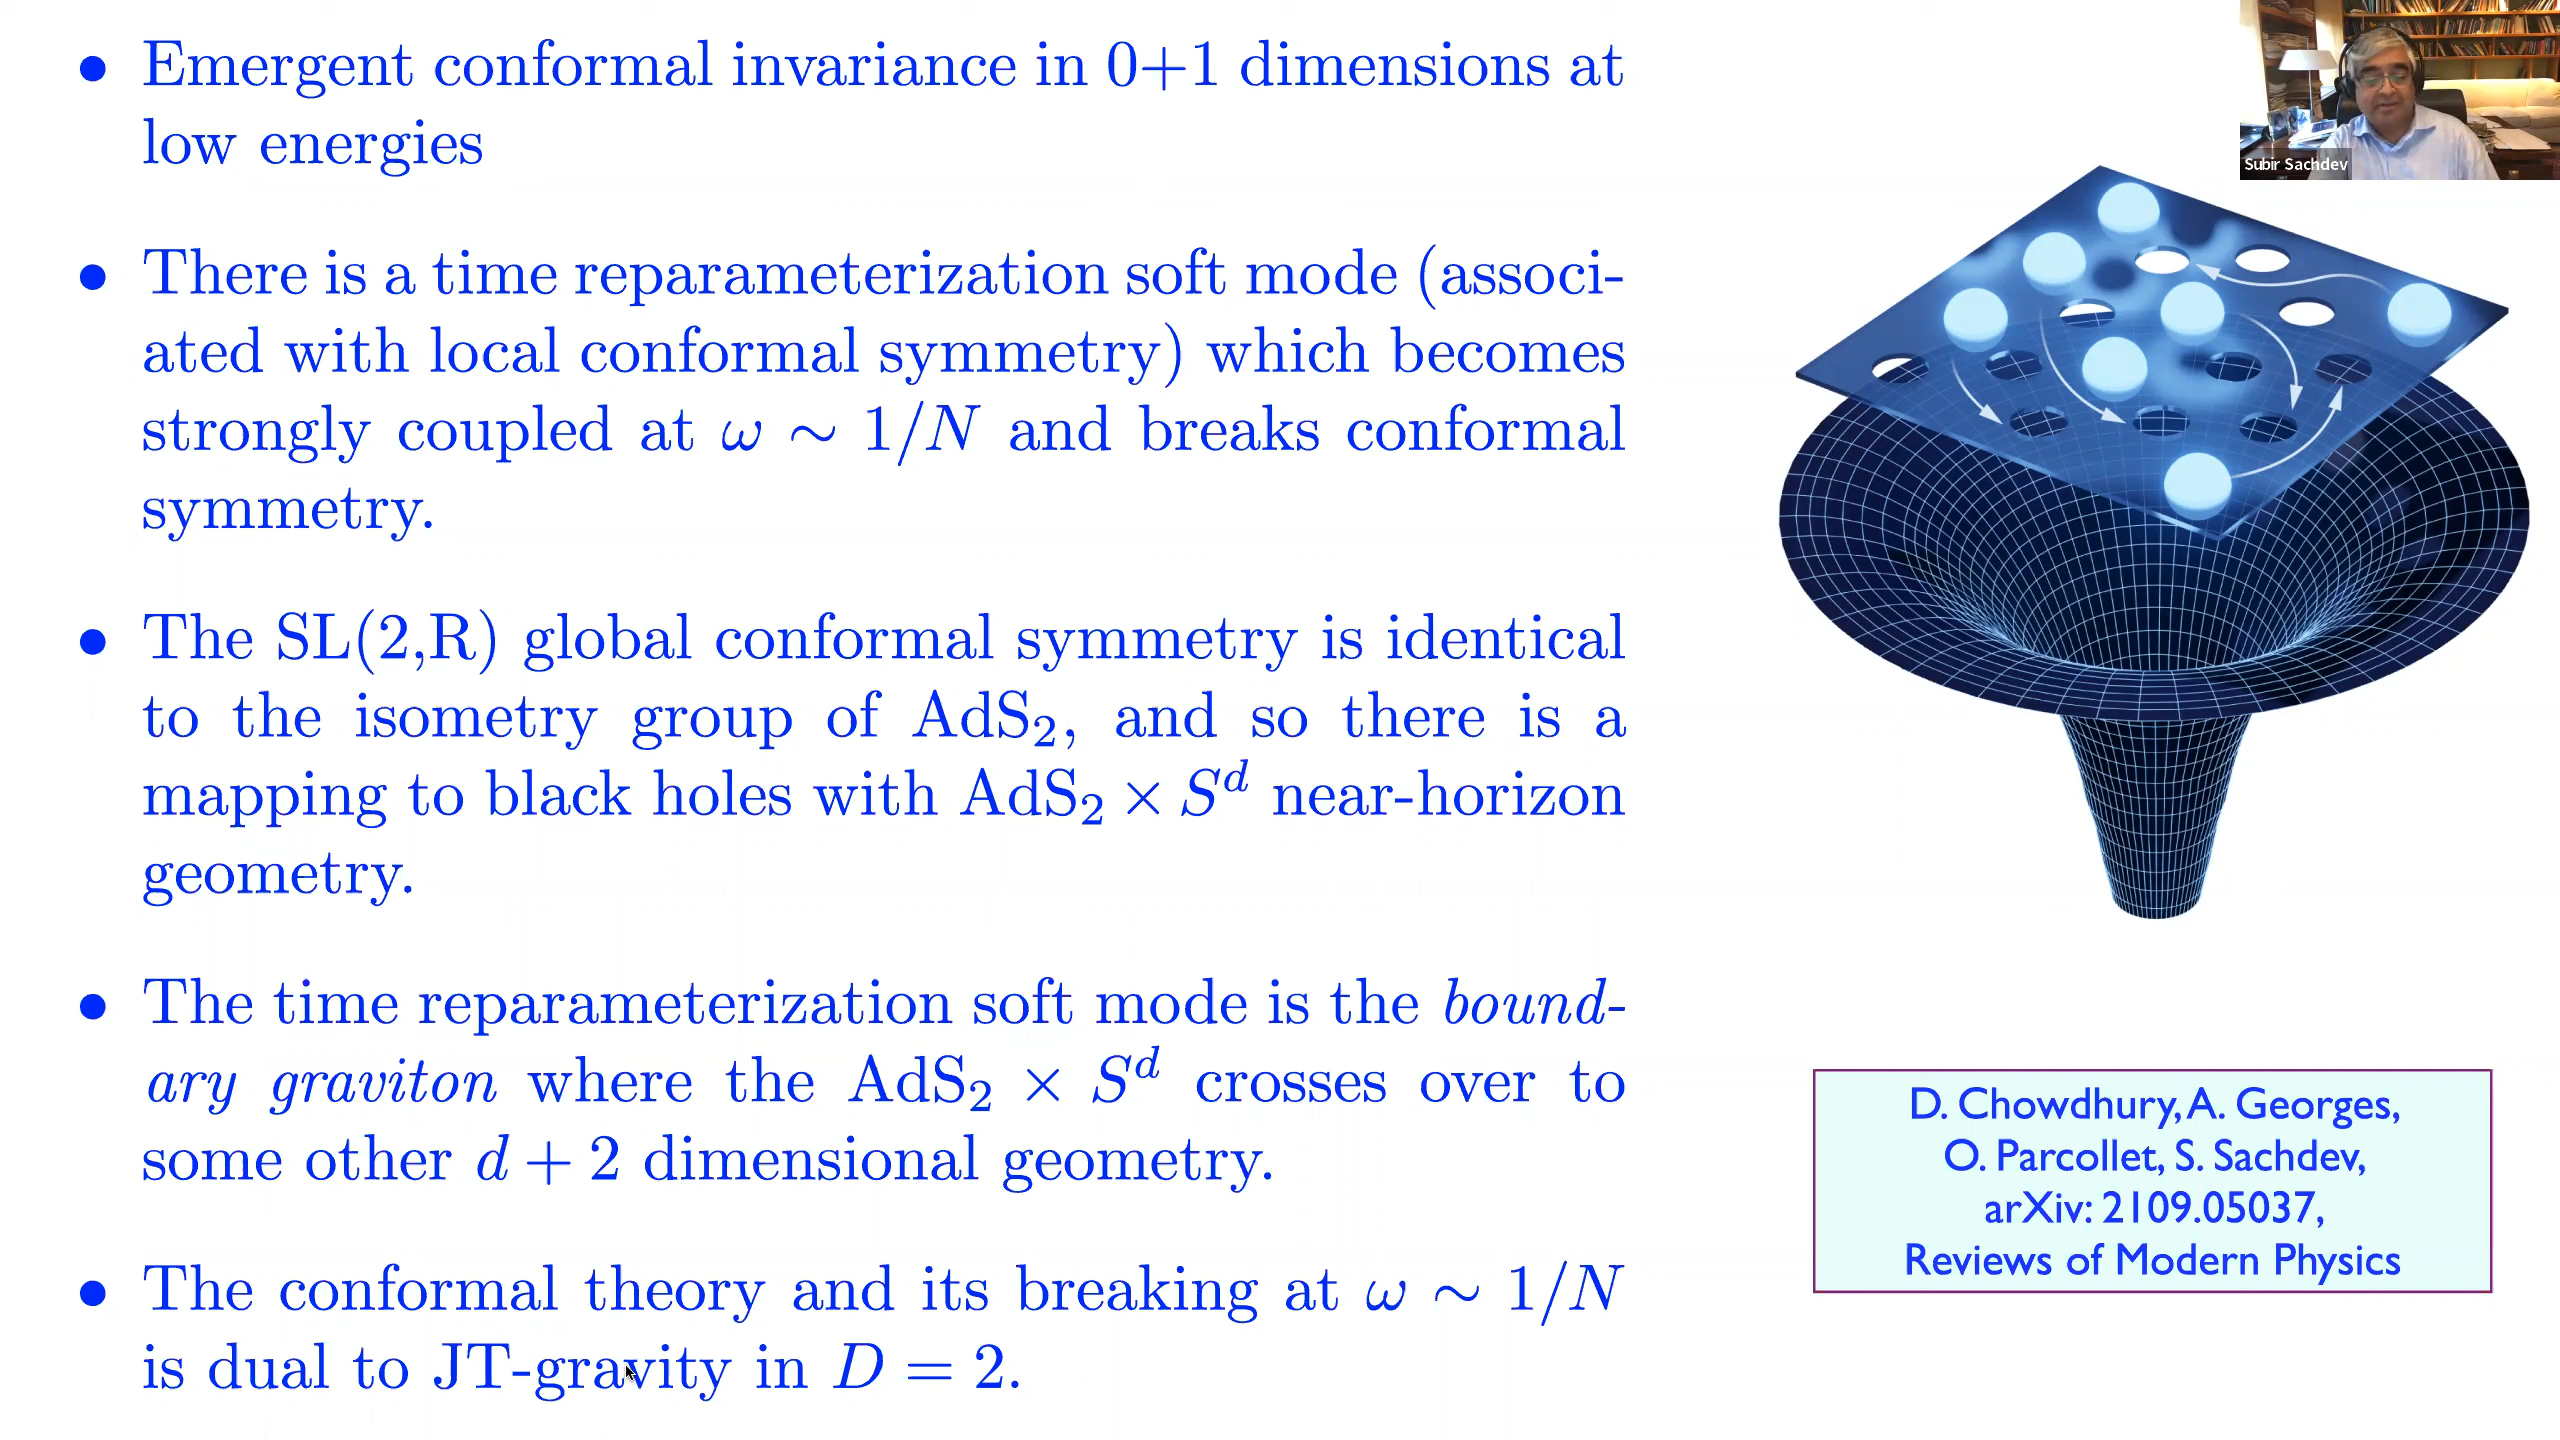 • Emergent conformal invariance in 0+1 dimensions at
low energies
• There is a time reparameterization soft mode (associ-
ated with local conformal symmetry) which becomes
strongly coupled at ω ∼ 1/N and breaks conformal
symmetry.
• The SL(2,R) global conformal symmetry is identical
to the isometry group of AdS₂, and so there is a
mapping to black holes with AdS₂ × Sᵈ near-horizon
geometry.
• The time reparameterization soft mode is the bound-
ary graviton where the AdS₂ × Sᵈ crosses over to
some other d + 2 dimensional geometry.
• The conformal theory and its breaking at ω ∼ 1/N
is dual to JT-gravity in D = 2.
Subir Sachdev
D. Chowdhury, A. Georges,
O. Parcollet, S. Sachdev,
arXiv: 2109.05037,
Reviews of Modern Physics